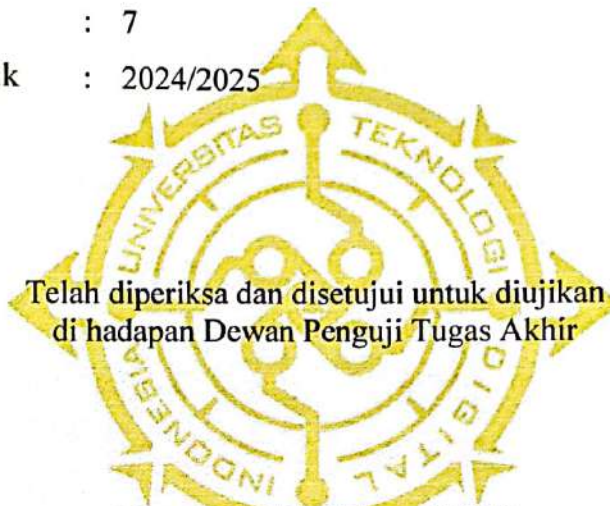 : 7
k : 2024/2025
UNIVERSITAS TEKNOLOGI DIGITAL INDONESIA
Telah diperiksa dan disetujui untuk diujikan
di hadapan Dewan Penguji Tugas Akhir